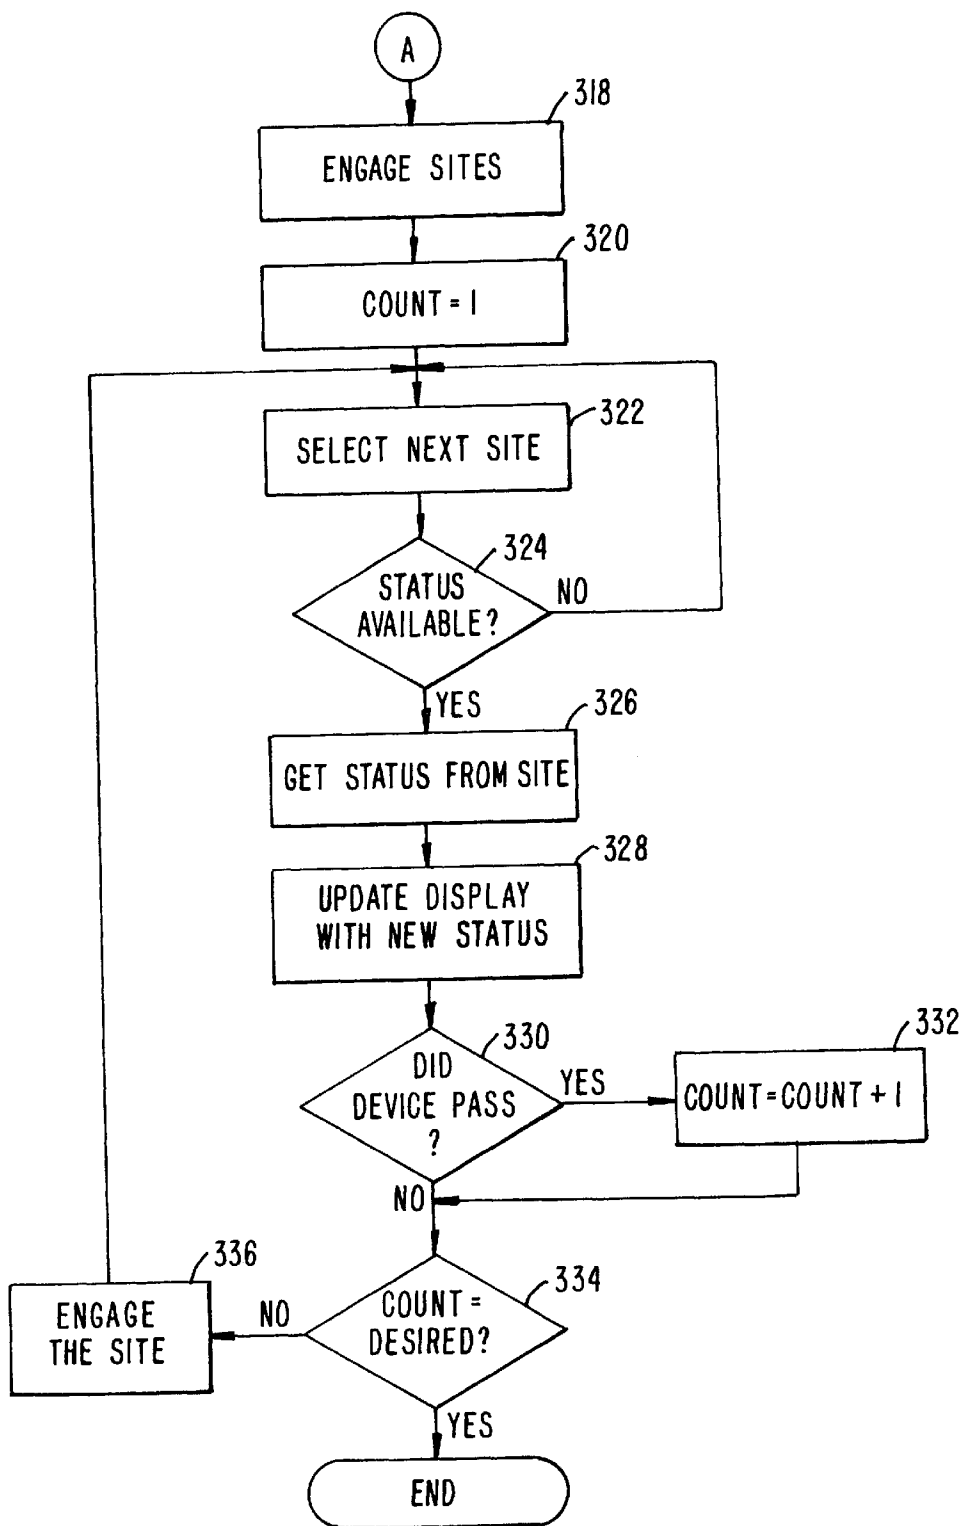 A
318
ENGAGE SITES
320
COUNT = 1
322
SELECT NEXT SITE
324
STATUS
AVAILABLE?
NO
YES
326
GET STATUS FROM SITE
328
UPDATE DISPLAY
WITH NEW STATUS
330
DID
DEVICE PASS
?
YES
332
COUNT=COUNT + 1
NO
334
COUNT=
DESIRED?
NO
336
ENGAGE
THE SITE
YES
END